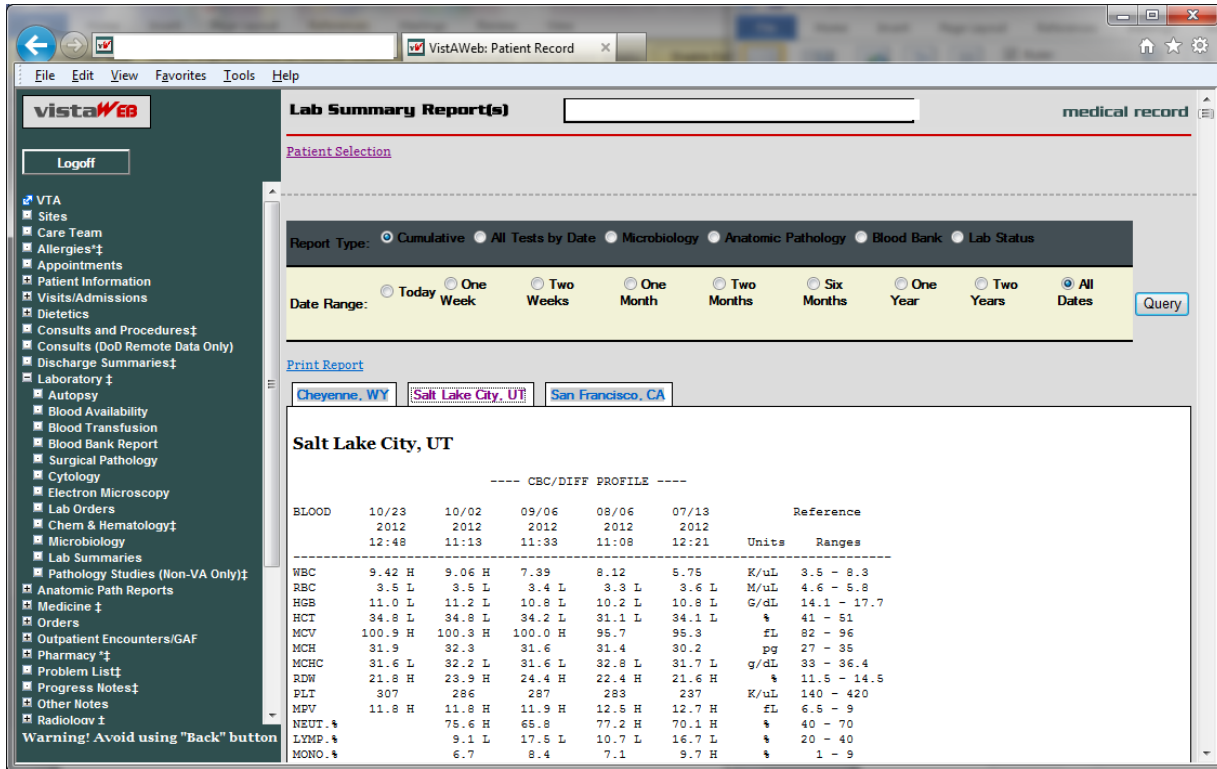 VistAWeb: Patient Record
File Edit View Favorites Tools Help
vistaWEB
Logoff
VTA
Sites
Care Team
Allergies*‡
Appointments
Patient Information
Visits/Admissions
Dietetics
Consults and Procedures‡
Consults (DoD Remote Data Only)
Discharge Summaries‡
Laboratory ‡
Autopsy
Blood Availability
Blood Transfusion
Blood Bank Report
Surgical Pathology
Cytology
Electron Microscopy
Lab Orders
Chem & Hematology‡
Microbiology
Lab Summaries
Pathology Studies (Non-VA Only)‡
Anatomic Path Reports
Medicine ‡
Orders
Outpatient Encounters/GAF
Pharmacy *‡
Problem List‡
Progress Notes‡
Other Notes
Radiology ‡
Warning! Avoid using "Back" button
Lab Summary Report(s) medical record
Patient Selection
Report Type: Cumulative All Tests by Date Microbiology Anatomic Pathology Blood Bank Lab Status
Date Range: Today One Week Two Weeks One Month Two Months Six Months One Year Two Years All Dates Query
Print Report
Cheyenne, WY Salt Lake City, UT San Francisco, CA
Salt Lake City, UT
---- CBC/DIFF PROFILE ----
BLOOD 10/23 10/02 09/06 08/06 07/13 Reference
2012 2012 2012 2012 2012
12:48 11:13 11:33 11:08 12:21 Units Ranges
WBC 9.42 H 9.06 H 7.39 8.12 5.75 K/uL 3.5 - 8.3
RBC 3.5 L 3.5 L 3.4 L 3.3 L 3.6 L M/uL 4.6 - 5.8
HGB 11.0 L 11.2 L 10.8 L 10.2 L 10.8 L G/dL 14.1 - 17.7
HCT 34.8 L 34.8 L 34.2 L 31.1 L 34.1 L % 41 - 51
MCV 100.9 H 100.3 H 100.0 H 95.7 95.3 fL 82 - 96
MCH 31.9 32.3 31.6 31.4 30.2 pg 27 - 35
MCHC 31.6 L 32.2 L 31.6 L 32.8 L 31.7 L g/dL 33 - 36.4
RDW 21.8 H 23.9 H 24.4 H 22.4 H 21.6 H % 11.5 - 14.5
PLT 307 286 287 283 237 K/uL 140 - 420
MPV 11.8 H 11.8 H 11.9 H 12.5 H 12.7 H fL 6.5 - 9
NEUT.% 75.6 H 65.8 77.2 H 70.1 H % 40 - 70
LYMP.% 9.1 L 17.5 L 10.7 L 16.7 L % 20 - 40
MONO.% 6.7 8.4 7.1 9.7 H % 1 - 9